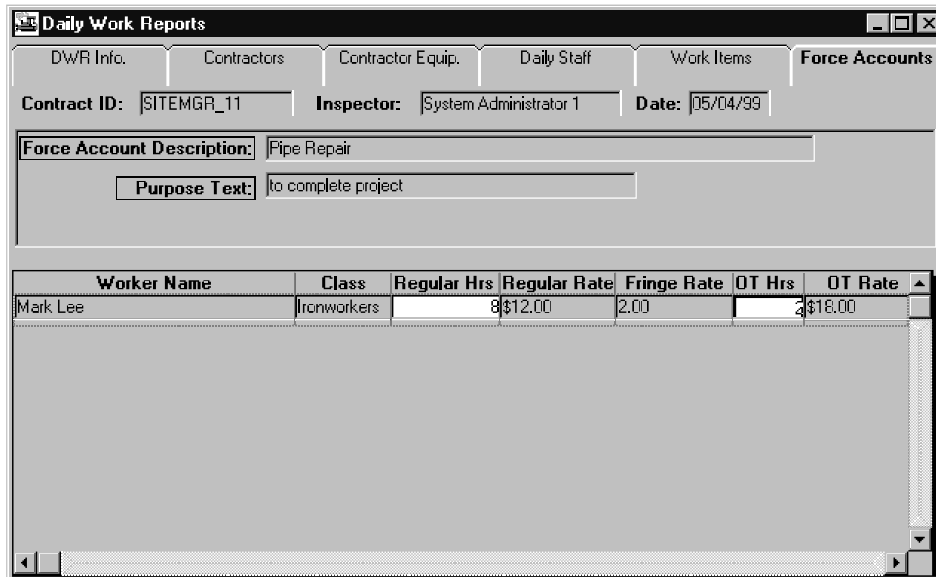 Daily Work Reports
DWR Info. Contractors Contractor Equip. Daily Staff Work Items Force Accounts
Contract ID: SITEMGR_11 Inspector: System Administrator 1 Date: 05/04/99
Force Account Description: Pipe Repair
Purpose Text: to complete project
Worker Name Class Regular Hrs Regular Rate Fringe Rate OT Hrs OT Rate
Mark Lee Ironworkers 8 $12.00 2.00 2 $18.00